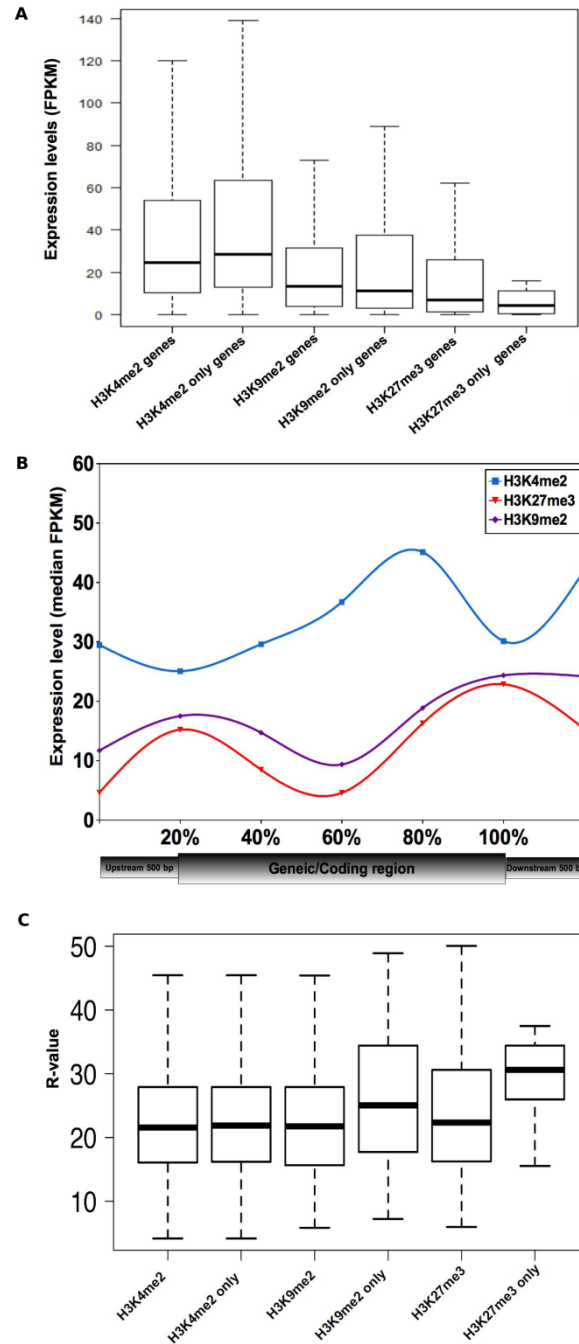 A
Expression levels (FPKM)
140
120
100
80
60
40
20
0
H3K4me2 genes
H3K4me2 only genes
H3K9me2 genes
H3K9me2 only genes
H3K27me3 genes
H3K27me3 only genes
B
Expression level (median FPKM)
60
50
40
30
20
10
0
H3K4me2
H3K27me3
H3K9me2
20% 40% 60% 80% 100%
Upstream 500 bp Geneic/Coding region Downstream 500 b
C
R-value
50
40
30
20
10
H3K4me2
H3K4me2 only
H3K9me2
H3K9me2 only
H3K27me3
H3K27me3 only